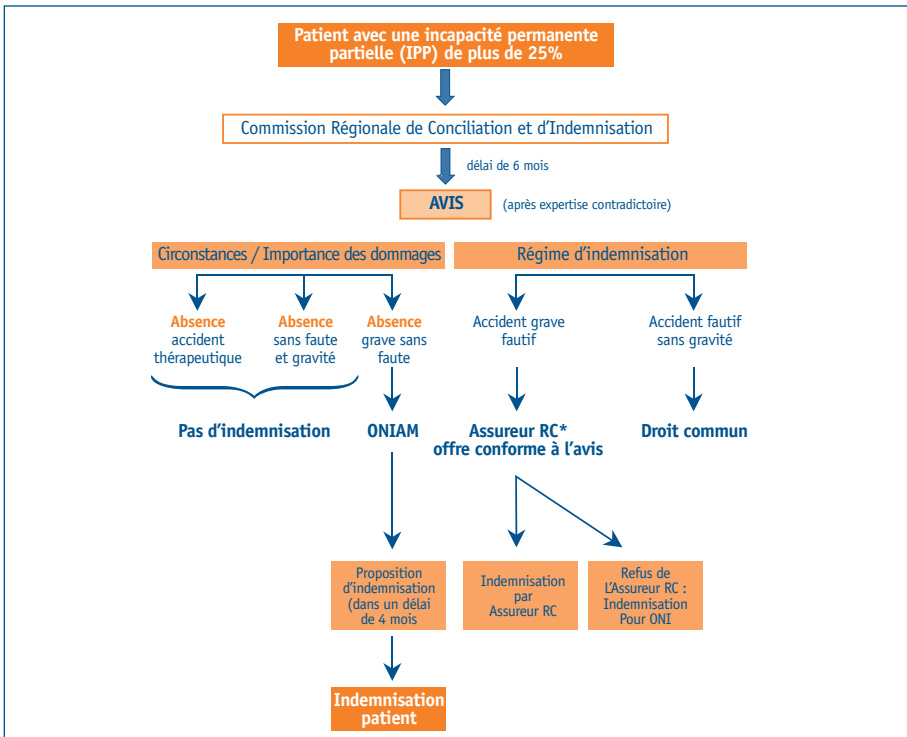 Patient avec une incapacité permanente
partielle (IPP) de plus de 25%
Commission Régionale de Conciliation et d'Indemnisation
délai de 6 mois
AVIS
(après expertise contradictoire)
Circonstances / Importance des dommages
Régime d'indemnisation
Absence
accident
thérapeutique
Absence
sans faute
et gravité
Absence
grave sans
faute
Accident grave
fautif
Accident fautif
sans gravité
Pas d'indemnisation
ONIAM
Assureur RC*
offre conforme à l'avis
Droit commun
Proposition
d'indemnisation
(dans un délai
de 4 mois
Indemnisation
par
Assureur RC
Refus de
L'Assureur RC :
Indemnisation
Pour ONI
Indemnisation
patient